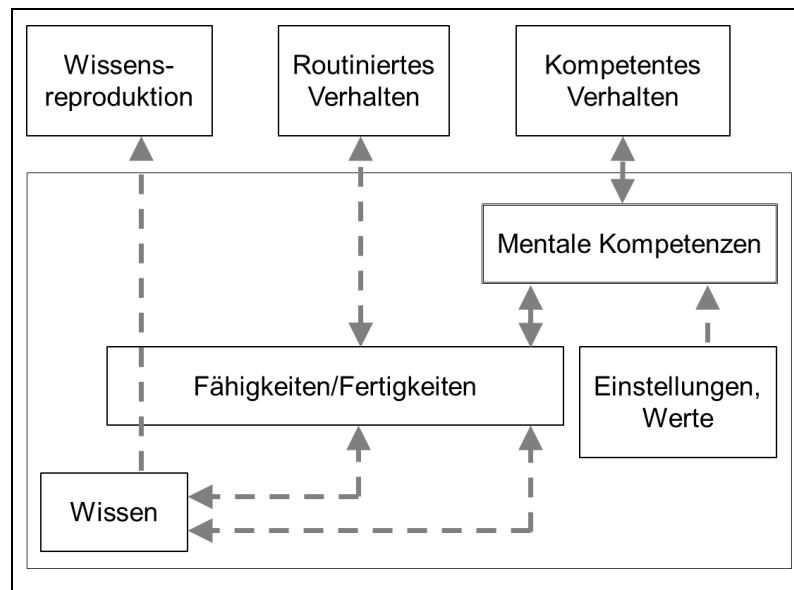 Wissens-
reproduktion
Routiniertes
Verhalten
Kompetentes
Verhalten
Mentale Kompetenzen
Fähigkeiten/Fertigkeiten
Einstellungen,
Werte
Wissen